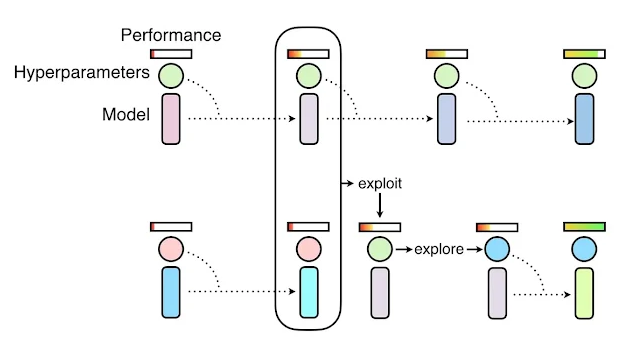 Performance
Hyperparameters
Model
exploit
explore